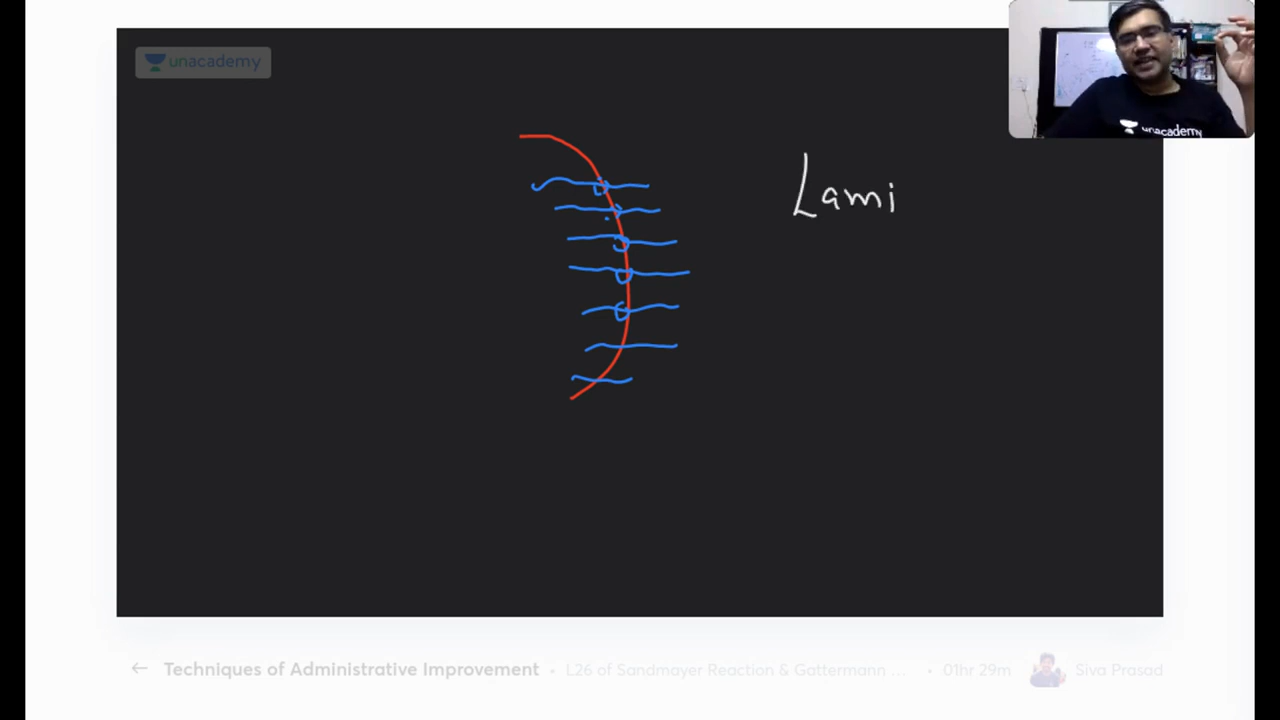 unacademy
unacademy
Lami
← Techniques of Administrative Improvement • L26 of Sandmayer Reaction & Gattermann ... • 01hr 29m Siva Prasad